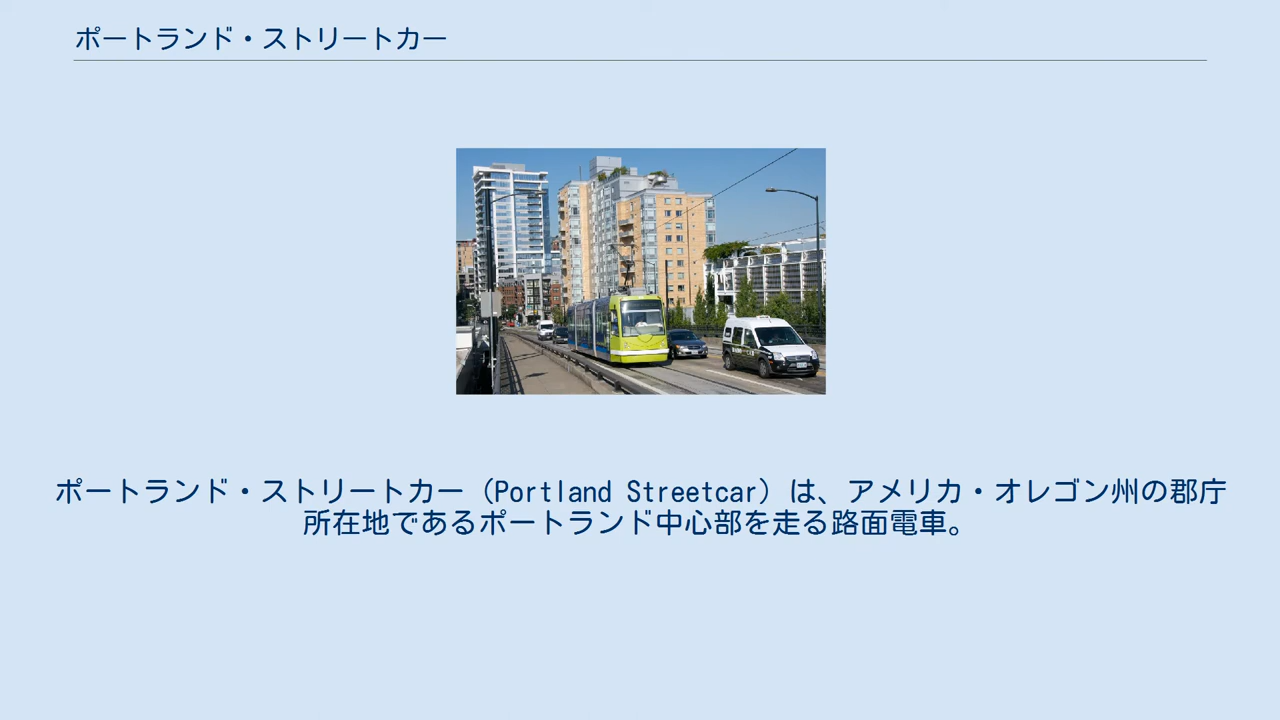 ポートランド・ストリートカー
ポートランド・ストリートカー（Portland Streetcar）は、アメリカ・オレゴン州の郡庁
所在地であるポートランド中心部を走る路面電車。